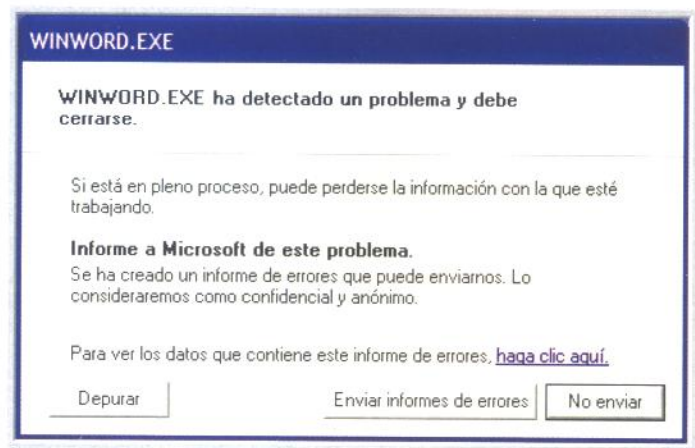 WINWORD.EXE
WINWORD.EXE ha detectado un problema y debe
cerrarse.
Si está en pleno proceso, puede perderse la información con la que esté
trabajando.
Informe a Microsoft de este problema.
Se ha creado un informe de errores que puede enviarnos. Lo
consideraremos como confidencial y anónimo.
Para ver los datos que contiene este informe de errores, haga clic aquí.
Depurar
Enviar informes de errores
No enviar